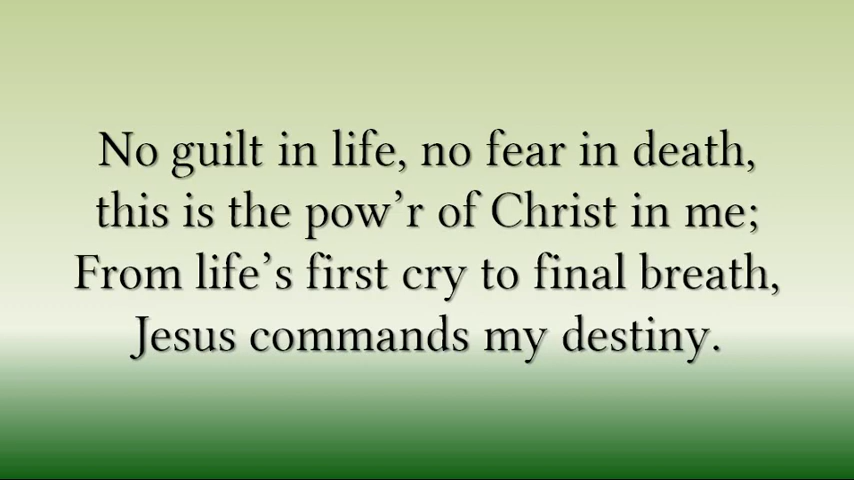 No guilt in life, no fear in death,
this is the pow’r of Christ in me;
From life’s first cry to final breath,
Jesus commands my destiny.